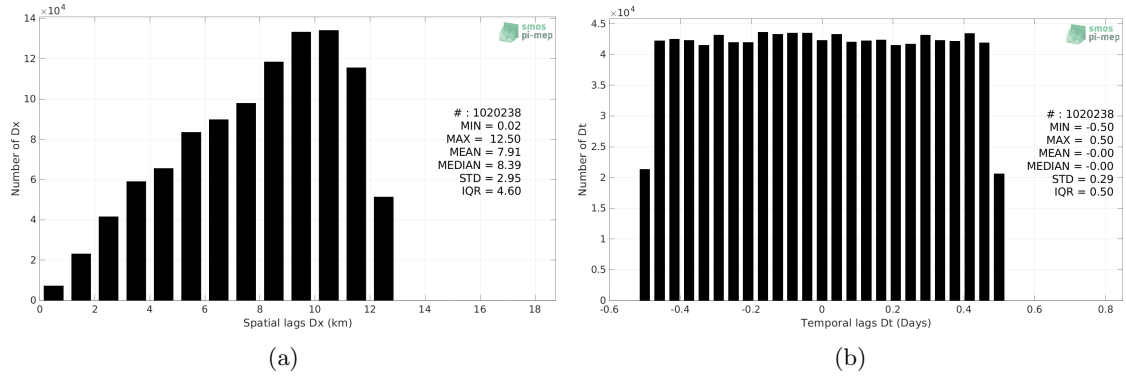 ×10⁴
14
12
10
8
6
4
2
0
Number of Dx
0 2 4 6 8 10 12 14 16 18
Spatial lags Dx (km)
smos
pi-mep
# : 1020238
MIN = 0.02
MAX = 12.50
MEAN = 7.91
MEDIAN = 8.39
STD = 2.95
IQR = 4.60
(a)
×10⁴
4.5
4
3.5
3
2.5
2
1.5
1
0.5
0
Number of Dt
-0.6 -0.4 -0.2 0 0.2 0.4 0.6 0.8
Temporal lags Dt (Days)
smos
pi-mep
# : 1020238
MIN = -0.50
MAX = 0.50
MEAN = -0.00
MEDIAN = -0.00
STD = 0.29
IQR = 0.50
(b)